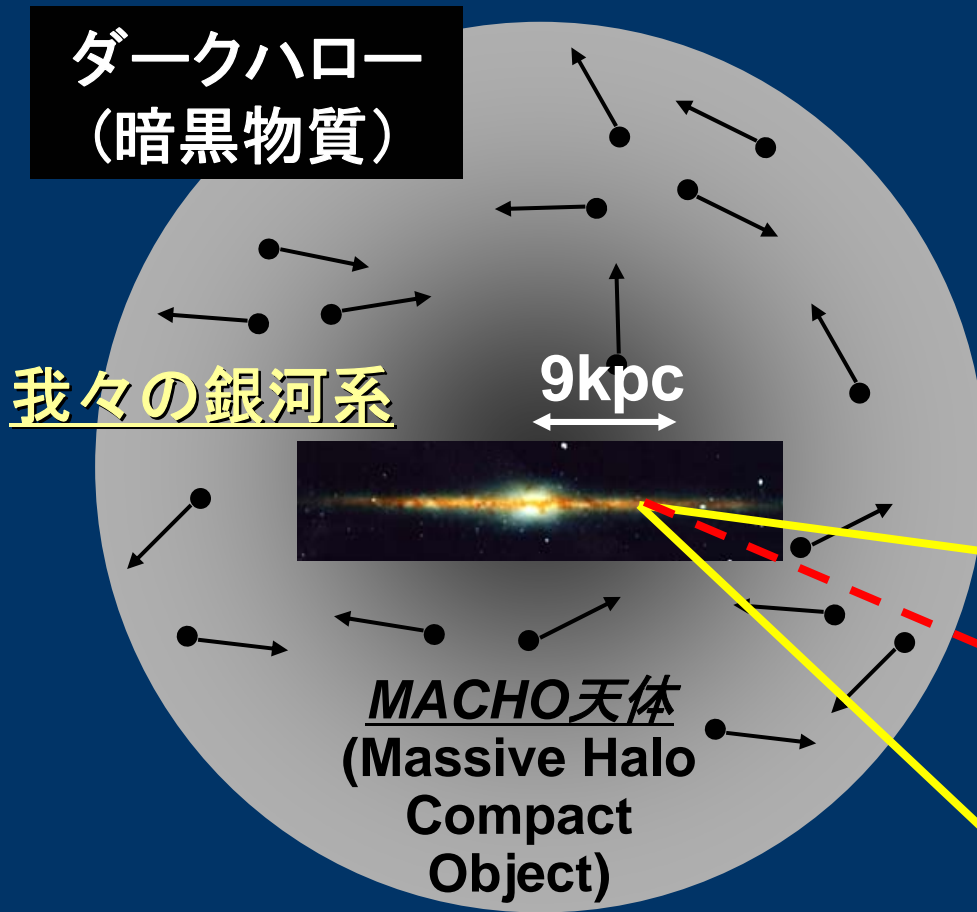 ダークハロー
（暗黒物質）
我々の銀河系
9kpc
MACHO天体
(Massive Halo
Compact
Object)